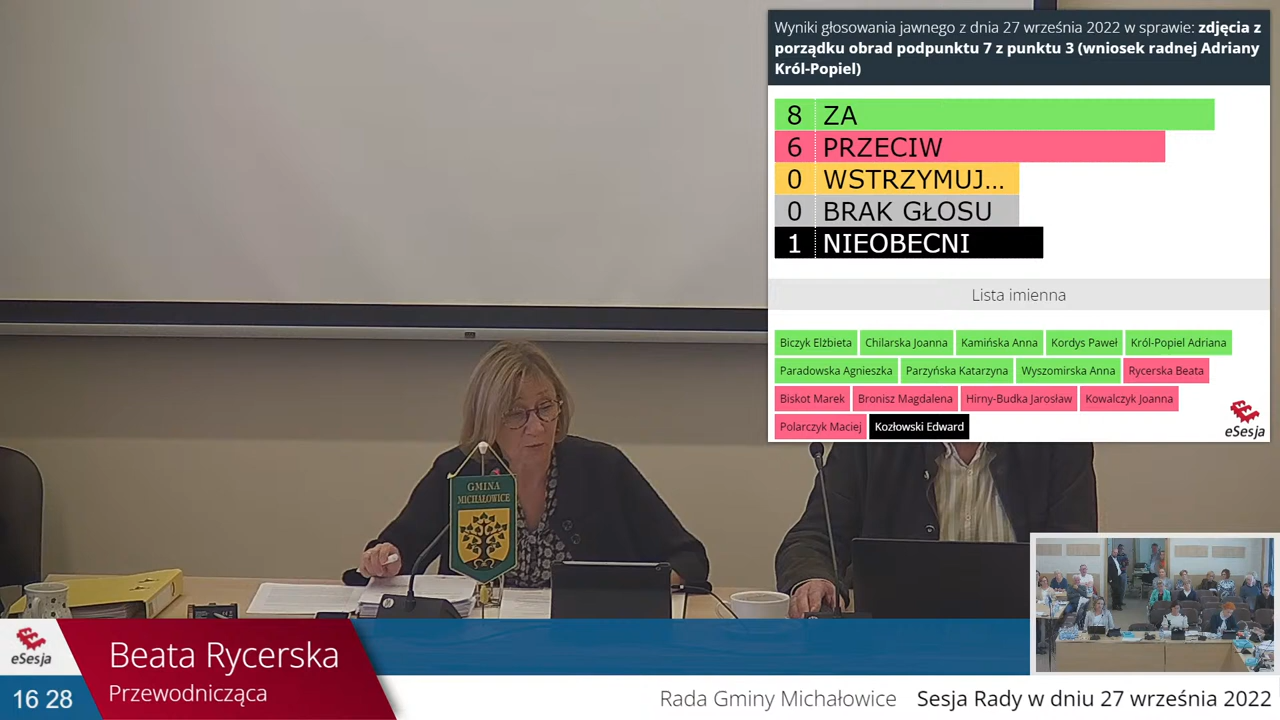 Wyniki głosowania jawnego z dnia 27 września 2022 w sprawie: zdjęcia z
porządku obrad podpunktu 7 z punktu 3 (wniosek radnej Adriany
Król-Popiel)
8 ZA
6 PRZECIW
0 WSTRZYMUJ...
0 BRAK GŁOSU
1 NIEOBECNI
Lista imienna
Biczyk Elżbieta Chilarska Joanna Kamińska Anna Kordys Paweł Król-Popiel Adriana
Paradowska Agnieszka Parzyńska Katarzyna Wyszomirska Anna Rycerska Beata
Biskot Marek Bronisz Magdalena Hirny-Budka Jarosław Kowalczyk Joanna
Polarczyk Maciej Kozłowski Edward
eSesja
GMINA
MICHAŁOWICE
eSesja
Beata Rycerska
Przewodnicząca
16 28
Rada Gminy Michałowice Sesja Rady w dniu 27 września 2022